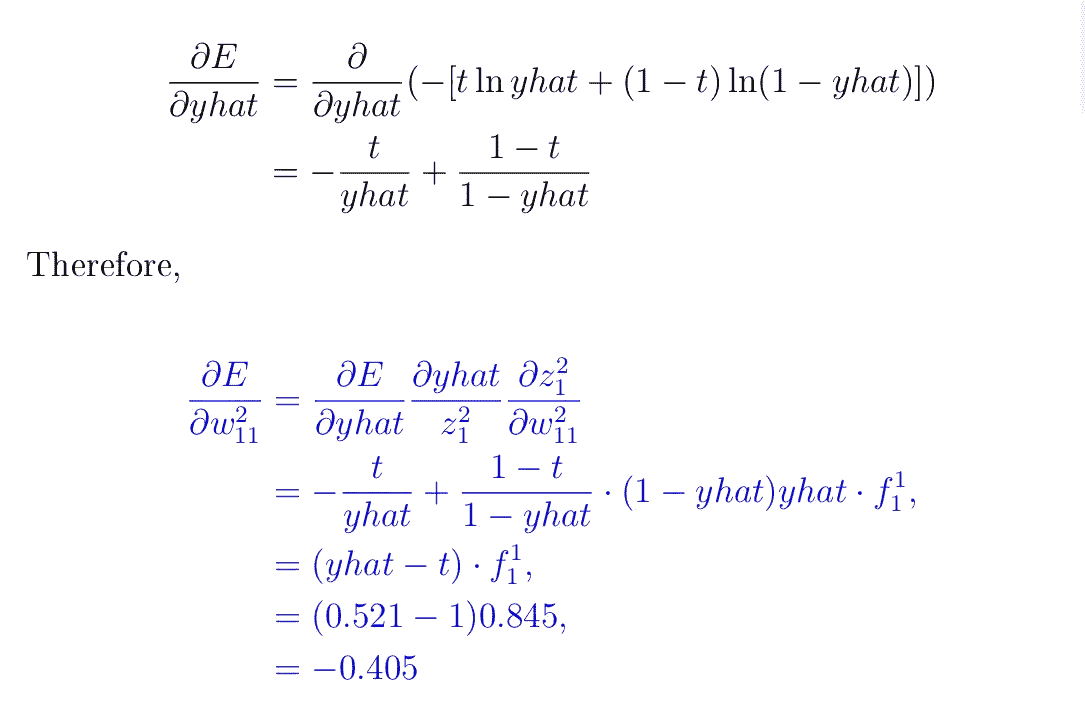 ∂E/∂yhat = ∂/∂yhat (−[t ln yhat + (1 − t) ln(1 − yhat)])
= − t/yhat + (1 − t)/(1 − yhat)
Therefore,
∂E/∂w²₁₁ = ∂E/∂yhat ∂yhat/z²₁ ∂z²₁/∂w²₁₁
= − t/yhat + (1 − t)/(1 − yhat) · (1 − yhat)yhat · f¹₁,
= (yhat − t) · f¹₁,
= (0.521 − 1)0.845,
= −0.405